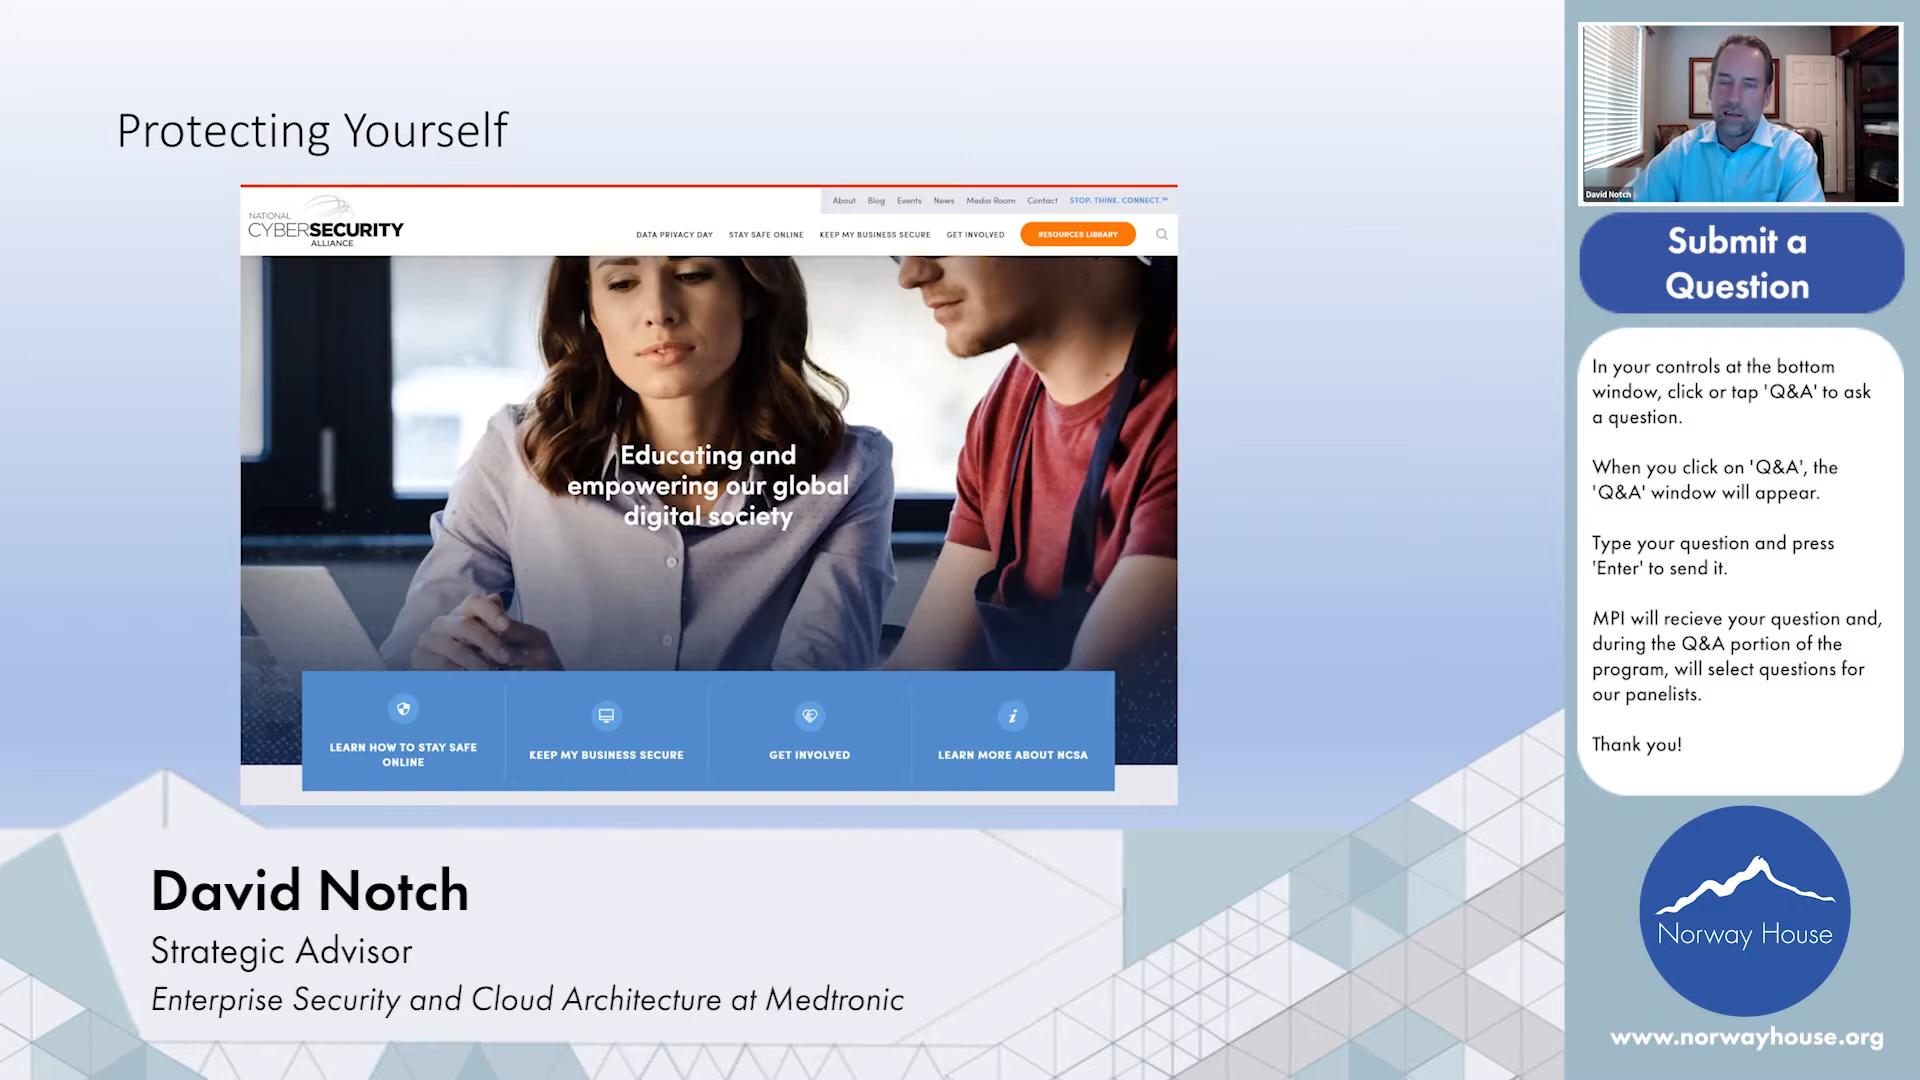 Protecting Yourself
NATIONAL
CYBERSECURITY
ALLIANCE
About Blog Events News Media Room Contact STOP. THINK. CONNECT.™
DATA PRIVACY DAY STAY SAFE ONLINE KEEP MY BUSINESS SECURE GET INVOLVED RESOURCES LIBRARY
Educating and
empowering our global
digital society
LEARN HOW TO STAY SAFE
ONLINE
KEEP MY BUSINESS SECURE
GET INVOLVED
LEARN MORE ABOUT NCSA
David Notch
Strategic Advisor
Enterprise Security and Cloud Architecture at Medtronic
David Notch
Submit a
Question
In your controls at the bottom
window, click or tap 'Q&A' to ask
a question.
When you click on 'Q&A', the
'Q&A' window will appear.
Type your question and press
'Enter' to send it.
MPI will recieve your question and,
during the Q&A portion of the
program, will select questions for
our panelists.
Thank you!
Norway House
www.norwayhouse.org